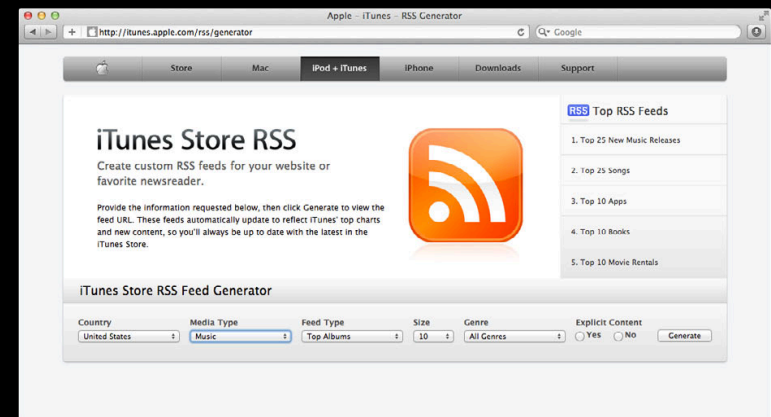 Apple – iTunes – RSS Generator
http://itunes.apple.com/rss/generator
Google
Store Mac iPod + iTunes iPhone Downloads Support
iTunes Store RSS
Create custom RSS feeds for your website or
favorite newsreader.
Provide the information requested below, then click Generate to view the
feed URL. These feeds automatically update to reflect iTunes' top charts
and new content, so you'll always be up to date with the latest in the
iTunes Store.
RSS Top RSS Feeds
1. Top 25 New Music Releases
2. Top 25 Songs
3. Top 10 Apps
4. Top 10 Books
5. Top 10 Movie Rentals
iTunes Store RSS Feed Generator
Country Media Type Feed Type Size Genre Explicit Content
United States Music Top Albums 10 All Genres Yes No Generate